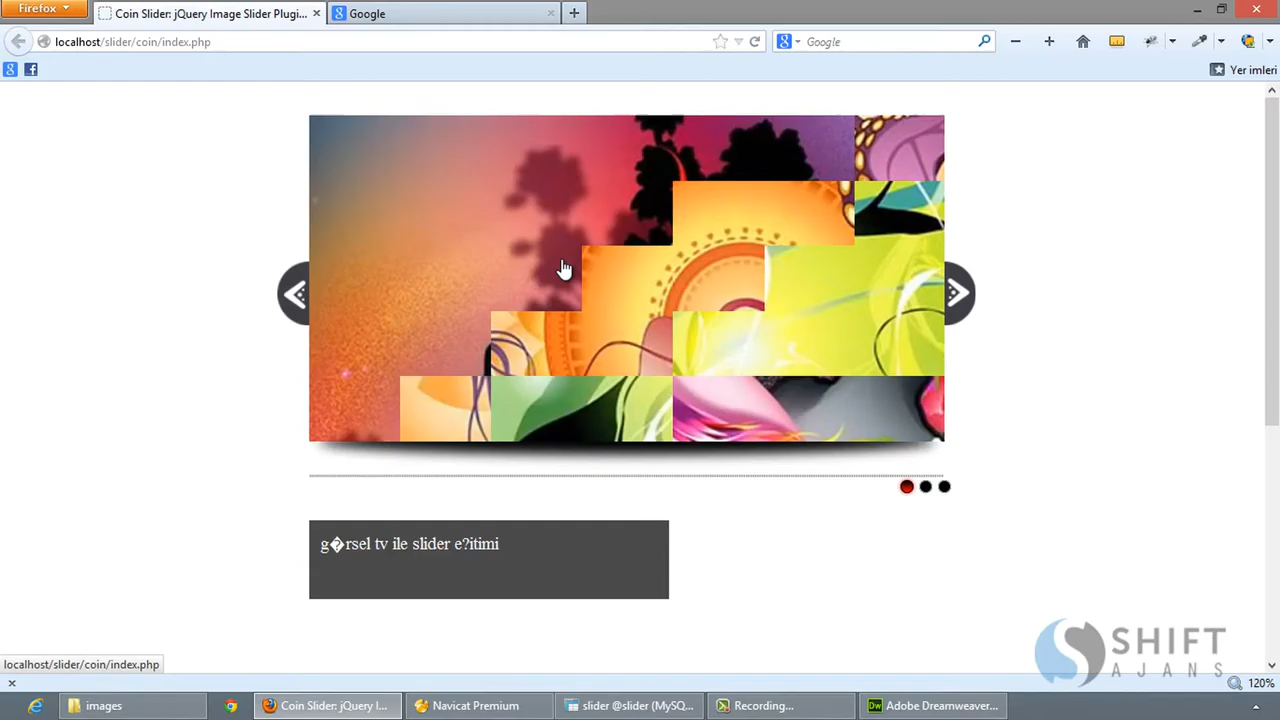 Firefox
Coin Slider: jQuery Image Slider Plugi...
Google
localhost/slider/coin/index.php
Google
Yer imleri
g�rsel tv ile slider e?itimi
SHIFT
AJANS
localhost/slider/coin/index.php
120%
images
Coin Slider: jQuery I...
Navicat Premium
slider @slider (MySQ...
Recording...
Adobe Dreamweaver...